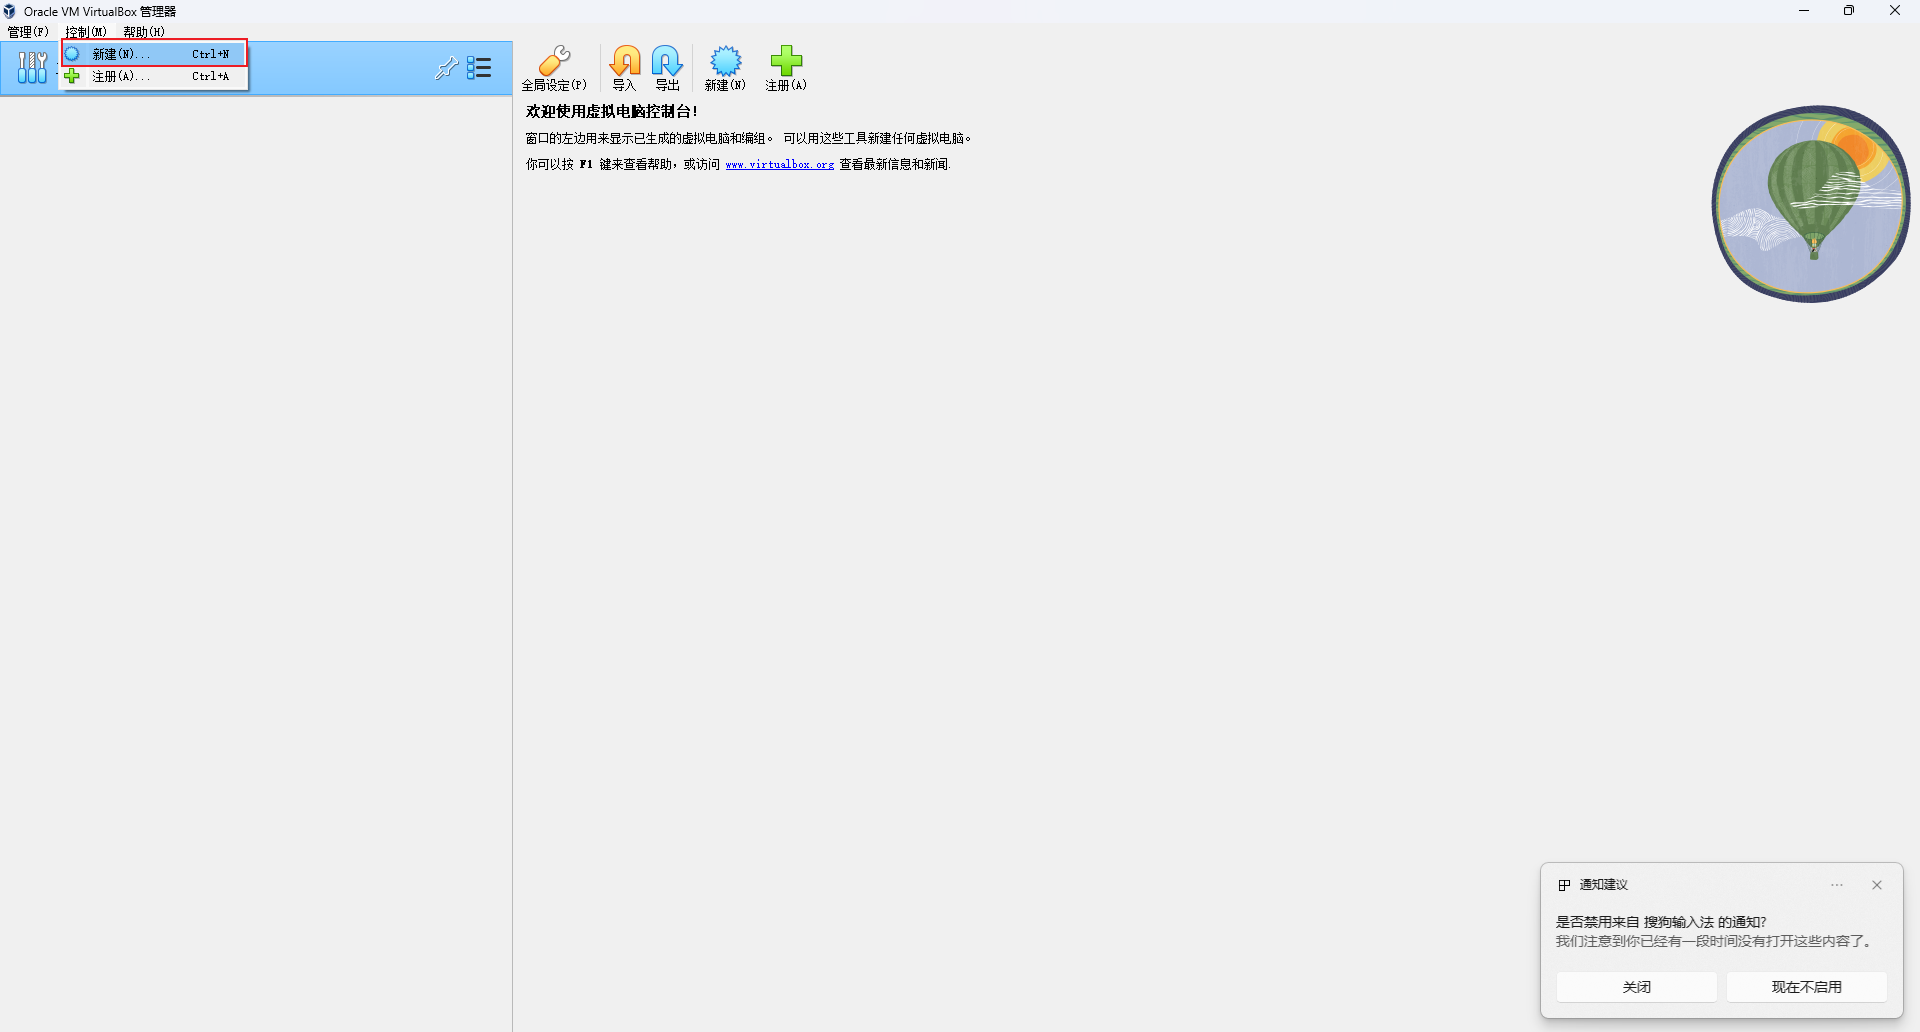 Oracle VM VirtualBox 管理器
管理(F) 控制(M) 帮助(H)
新建(N)... Ctrl+N
注册(A)... Ctrl+A
全局设定(P) 导入 导出 新建(N) 注册(A)
欢迎使用虚拟电脑控制台!
窗口的左边用来显示已生成的虚拟电脑和编组。 可以用这些工具新建任何虚拟电脑。
你可以按 F1 键来查看帮助，或访问 www.virtualbox.org 查看最新信息和新闻.
通知建议
是否禁用来自 搜狗输入法 的通知?
我们注意到你已经有一段时间没有打开这些内容了。
关闭 现在不启用